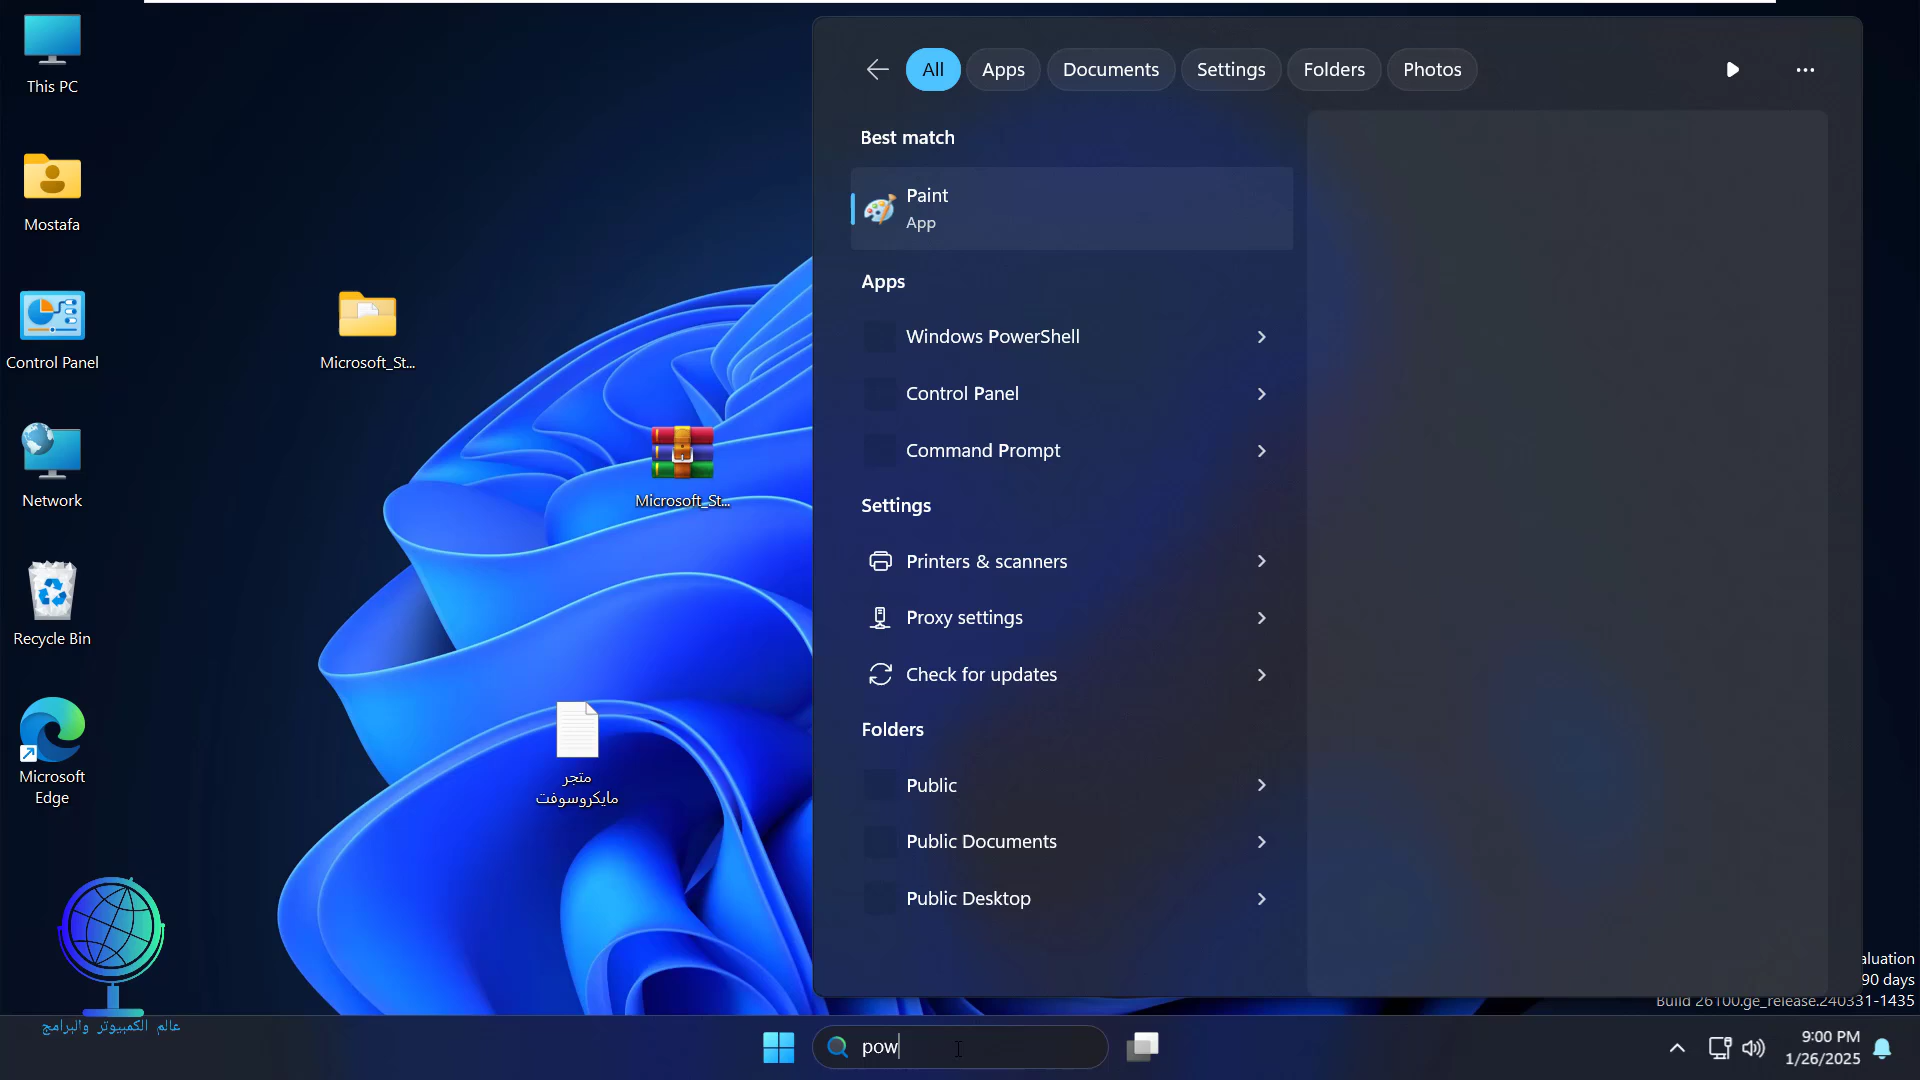 This PC
Mostafa
Control Panel
Network
Recycle Bin
Microsoft
Edge
عالم الكمبيوتر والبرامج
Microsoft_St...
Microsoft_St...
متجر
مايكروسوفت
All
Apps
Documents
Settings
Folders
Photos
Best match
Paint
App
Apps
Windows PowerShell
Control Panel
Command Prompt
Settings
Printers & scanners
Proxy settings
Check for updates
Folders
Public
Public Documents
Public Desktop
aluation
90 days
Build 26100.ge_release.240331-1435
pow
9:00 PM
1/26/2025